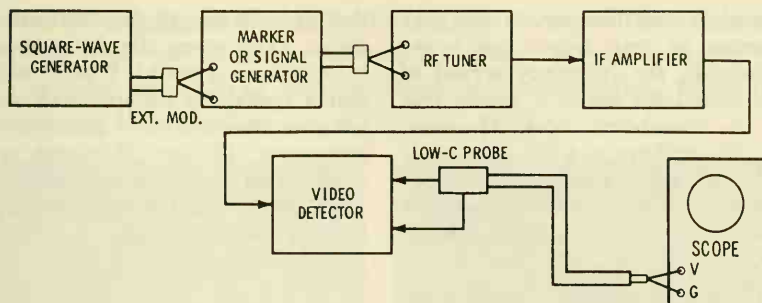 SQUARE-WAVE
GENERATOR
EXT. MOD.
MARKER
OR SIGNAL
GENERATOR
RF TUNER
IF AMPLIFIER
VIDEO
DETECTOR
LOW-C PROBE
SCOPE
V
G